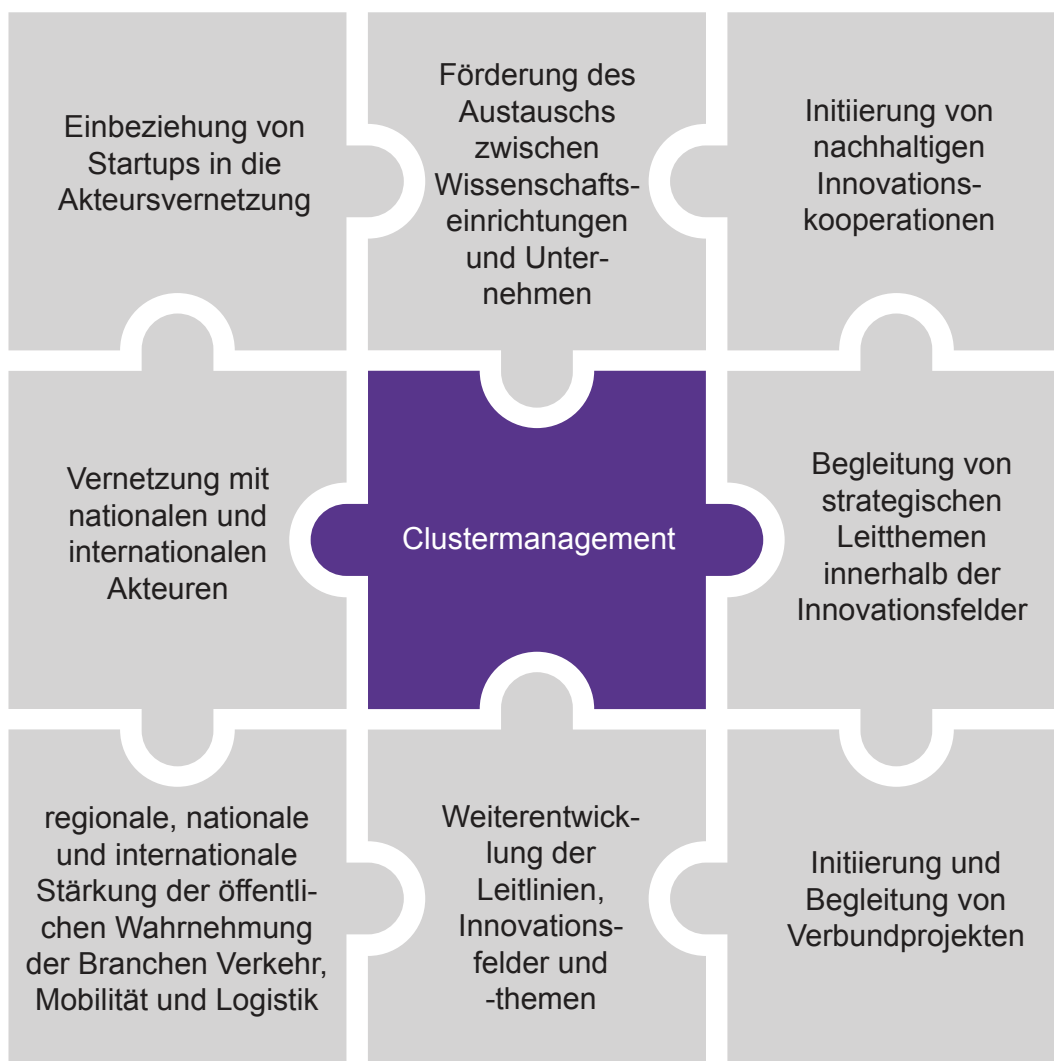 Einbeziehung von
Startups in die
Akteursvernetzung
Förderung des
Austauschs
zwischen
Wissenschafts-
einrichtungen
und Unter-
nehmen
Initiierung von
nachhaltigen
Innovations-
kooperationen
Vernetzung mit
nationalen und
internationalen
Akteuren
Clustermanagement
Begleitung von
strategischen
Leitthemen
innerhalb der
Innovationsfelder
regionale, nationale
und internationale
Stärkung der öffentli-
chen Wahrnehmung
der Branchen Verkehr,
Mobilität und Logistik
Weiterentwick-
lung der
Leitlinien,
Innovations-
felder und
-themen
Initiierung und
Begleitung von
Verbundprojekten